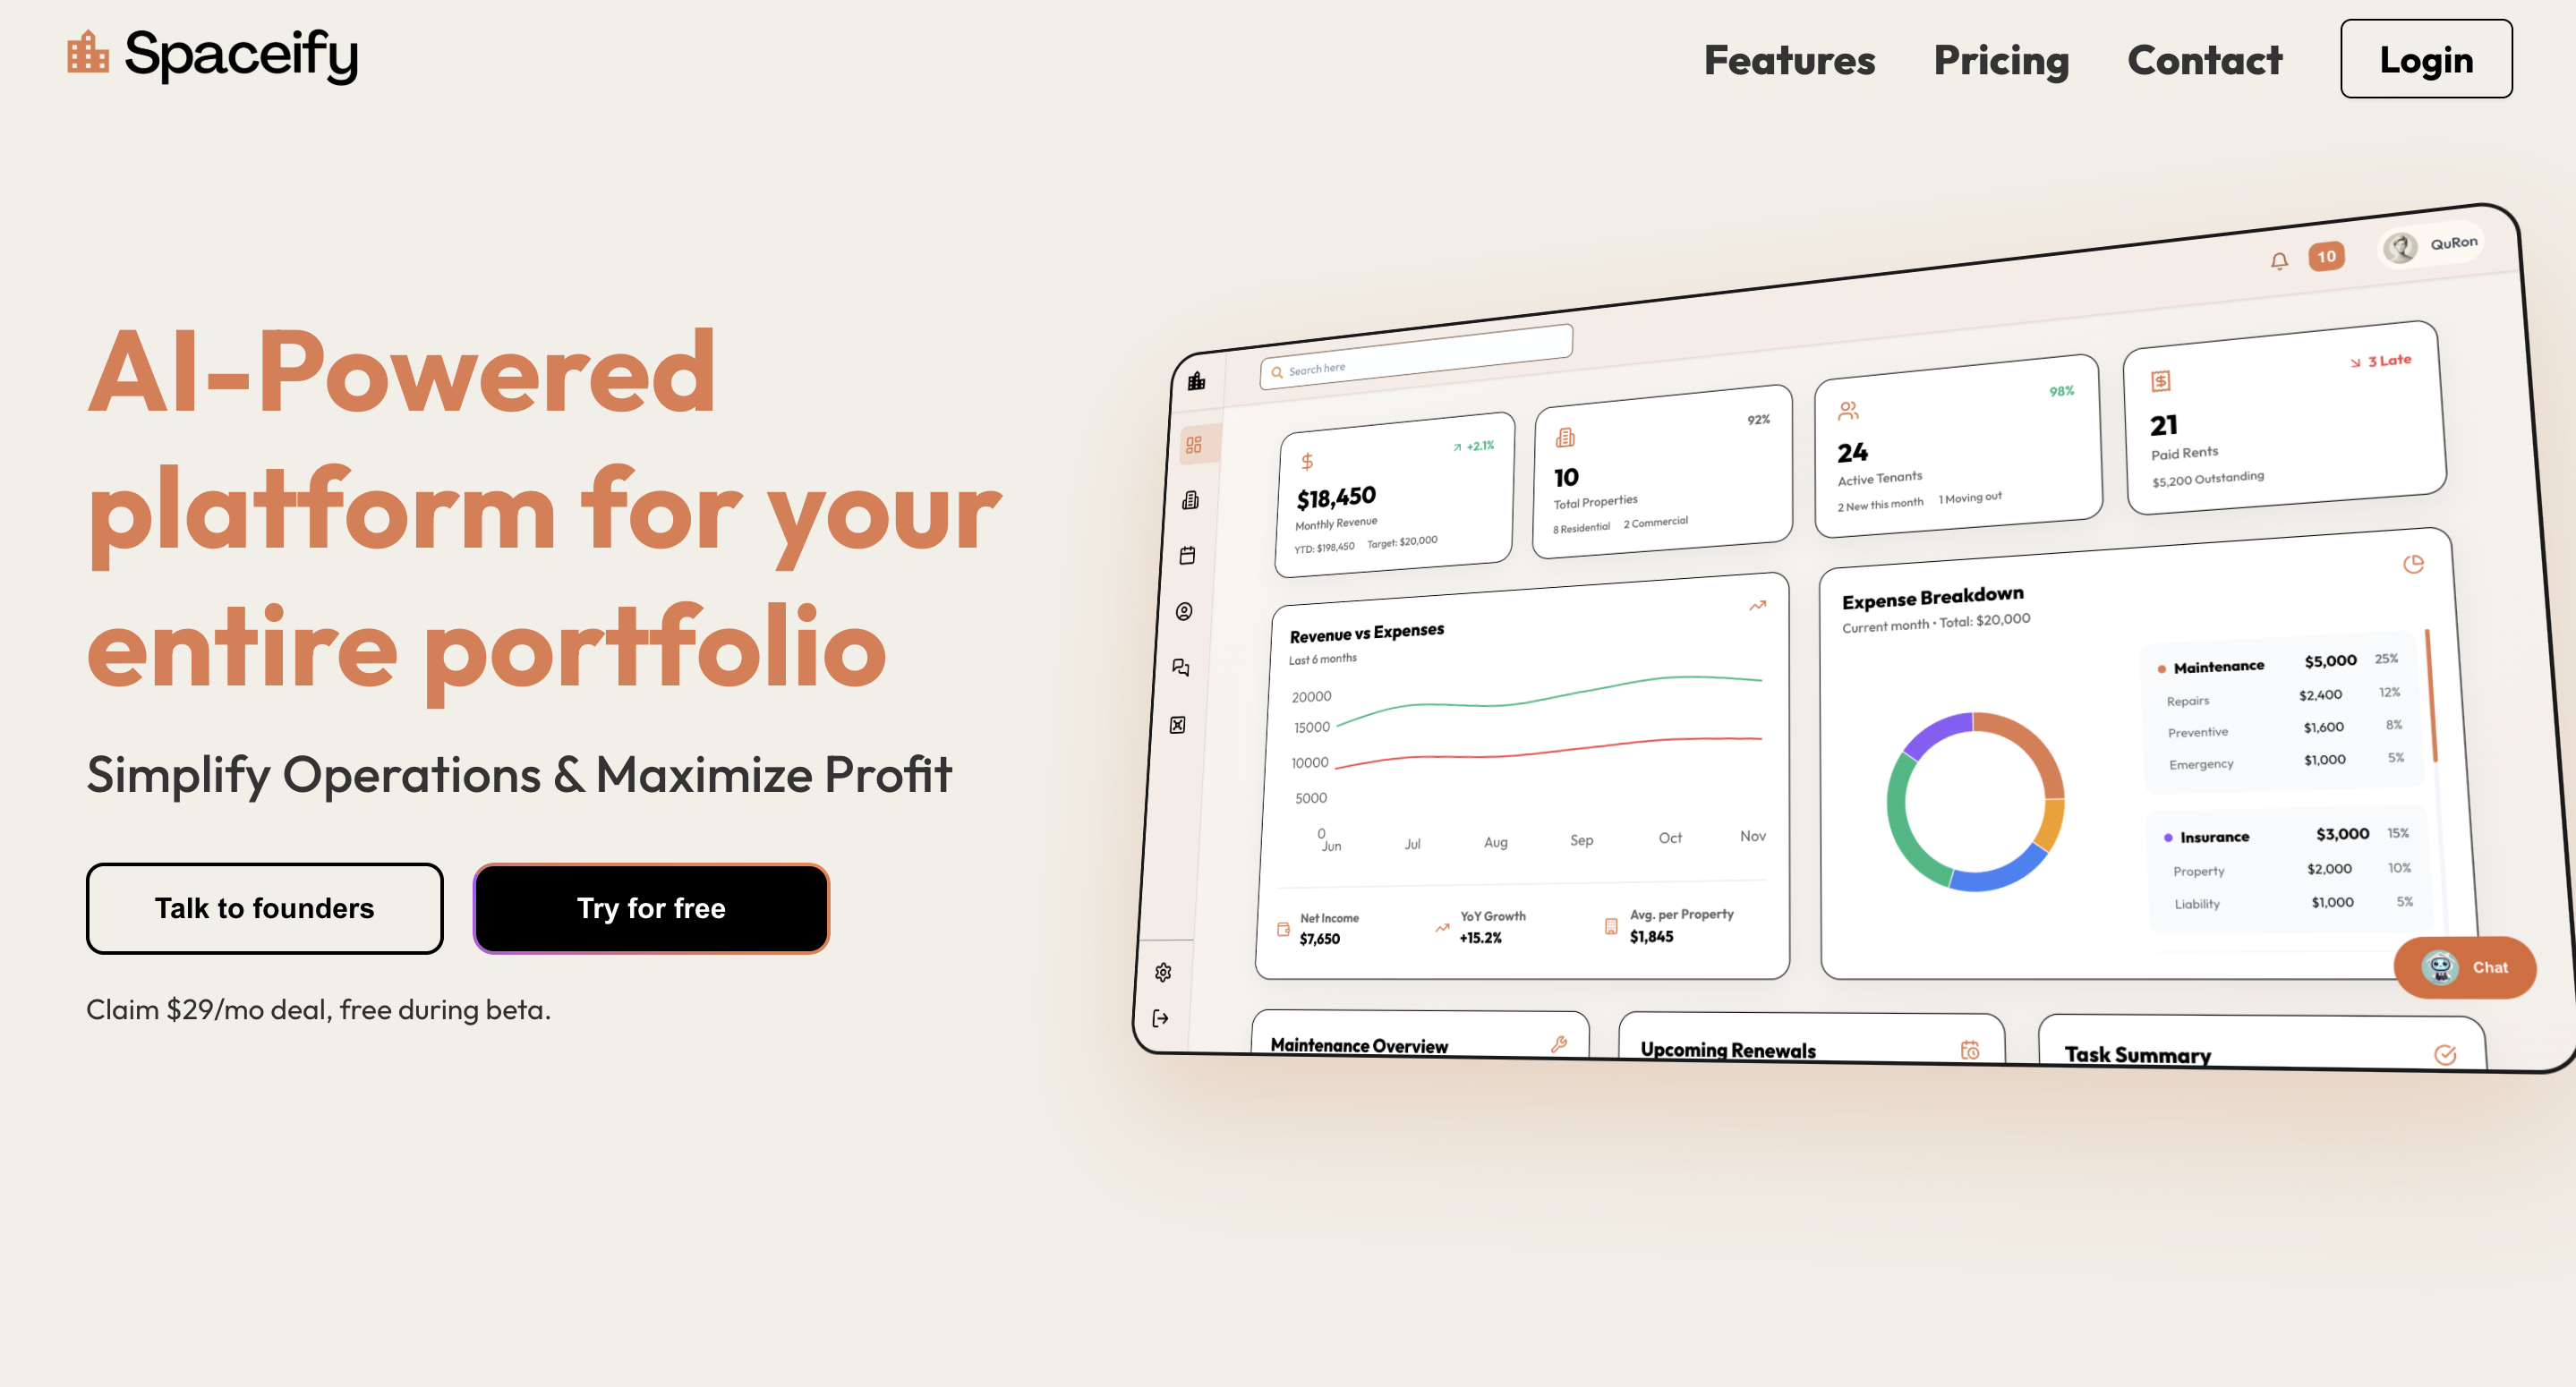 Spaceify
Features Pricing Contact Login
AI-Powered
platform for your
entire portfolio
Simplify Operations & Maximize Profit
Talk to founders Try for free
Claim $29/mo deal, free during beta.
10 QuRon
Search here
+2.1%
$18,450
Monthly Revenue
YTD: $198,450 Target: $20,000
92%
10
Total Properties
8 Residential 2 Commercial
98%
24
Active Tenants
2 New this month 1 Moving out
3 Late
21
Paid Rents
$5,200 Outstanding
Revenue vs Expenses
Last 6 months
20000
15000
10000
5000
0
Jun Jul Aug Sep Oct Nov
Net Income
$7,650
YoY Growth
+15.2%
Avg. per Property
$1,845
Expense Breakdown
Current month • Total: $20,000
Maintenance $5,000 25%
Repairs $2,400 12%
Preventive $1,600 8%
Emergency $1,000 5%
Insurance $3,000 15%
Property $2,000 10%
Liability $1,000 5%
Chat
Maintenance Overview
Upcoming Renewals
Task Summary